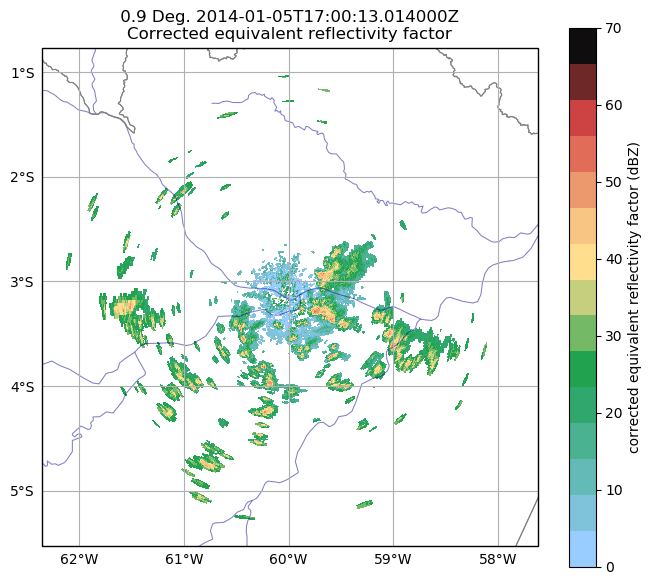 0.9 Deg. 2014-01-05T17:00:13.014000Z
Corrected equivalent reflectivity factor
1°S
2°S
3°S
4°S
5°S
62°W
61°W
60°W
59°W
58°W
70
60
50
40
30
20
10
0
corrected equivalent reflectivity factor (dBZ)